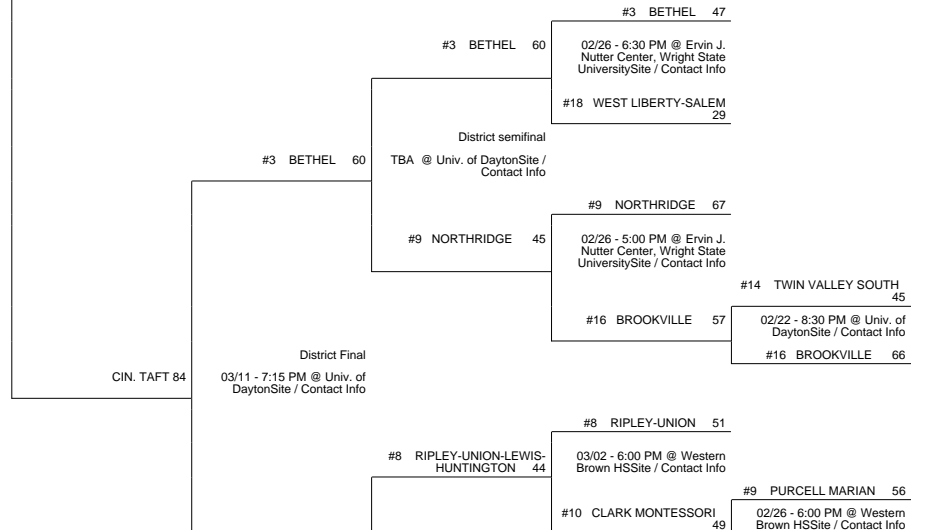 #3 BETHEL 47
#3 BETHEL 60
02/26 - 6:30 PM @ Ervin J.
Nutter Center, Wright State
UniversitySite / Contact Info
#18 WEST LIBERTY-SALEM
29
District semifinal
#3 BETHEL 60
TBA @ Univ. of DaytonSite /
Contact Info
#9 NORTHRIDGE 67
#9 NORTHRIDGE 45
02/26 - 5:00 PM @ Ervin J.
Nutter Center, Wright State
UniversitySite / Contact Info
#14 TWIN VALLEY SOUTH
45
#16 BROOKVILLE 57
02/22 - 8:30 PM @ Univ. of
DaytonSite / Contact Info
#16 BROOKVILLE 66
District Final
CIN. TAFT 84
03/11 - 7:15 PM @ Univ. of
DaytonSite / Contact Info
#8 RIPLEY-UNION 51
#8 RIPLEY-UNION-LEWIS-
HUNTINGTON 44
03/02 - 6:00 PM @ Western
Brown HSSite / Contact Info
#9 PURCELL MARIAN 56
#10 CLARK MONTESSORI
49
02/26 - 6:00 PM @ Western
Brown HSSite / Contact Info